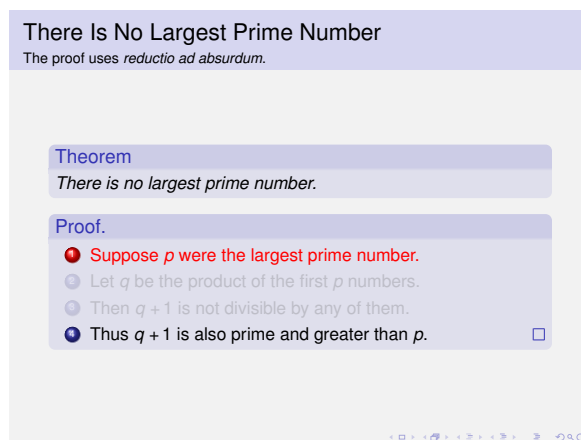 There Is No Largest Prime Number
The proof uses reductio ad absurdum.
Theorem
There is no largest prime number.
Proof.
1 Suppose p were the largest prime number.
2 Let q be the product of the first p numbers.
3 Then q + 1 is not divisible by any of them.
4 Thus q + 1 is also prime and greater than p. □